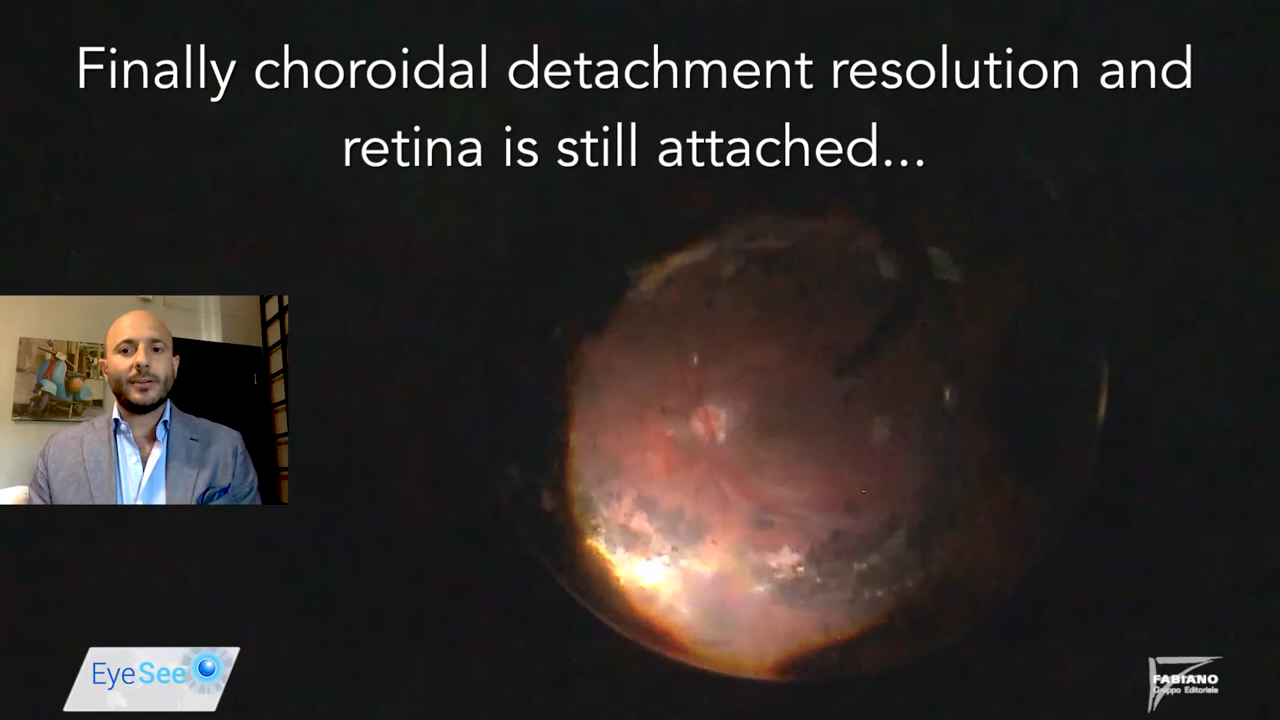 Finally choroidal detachment resolution and
retina is still attached...
EyeSee
FABIANO
Gruppo Editoriale